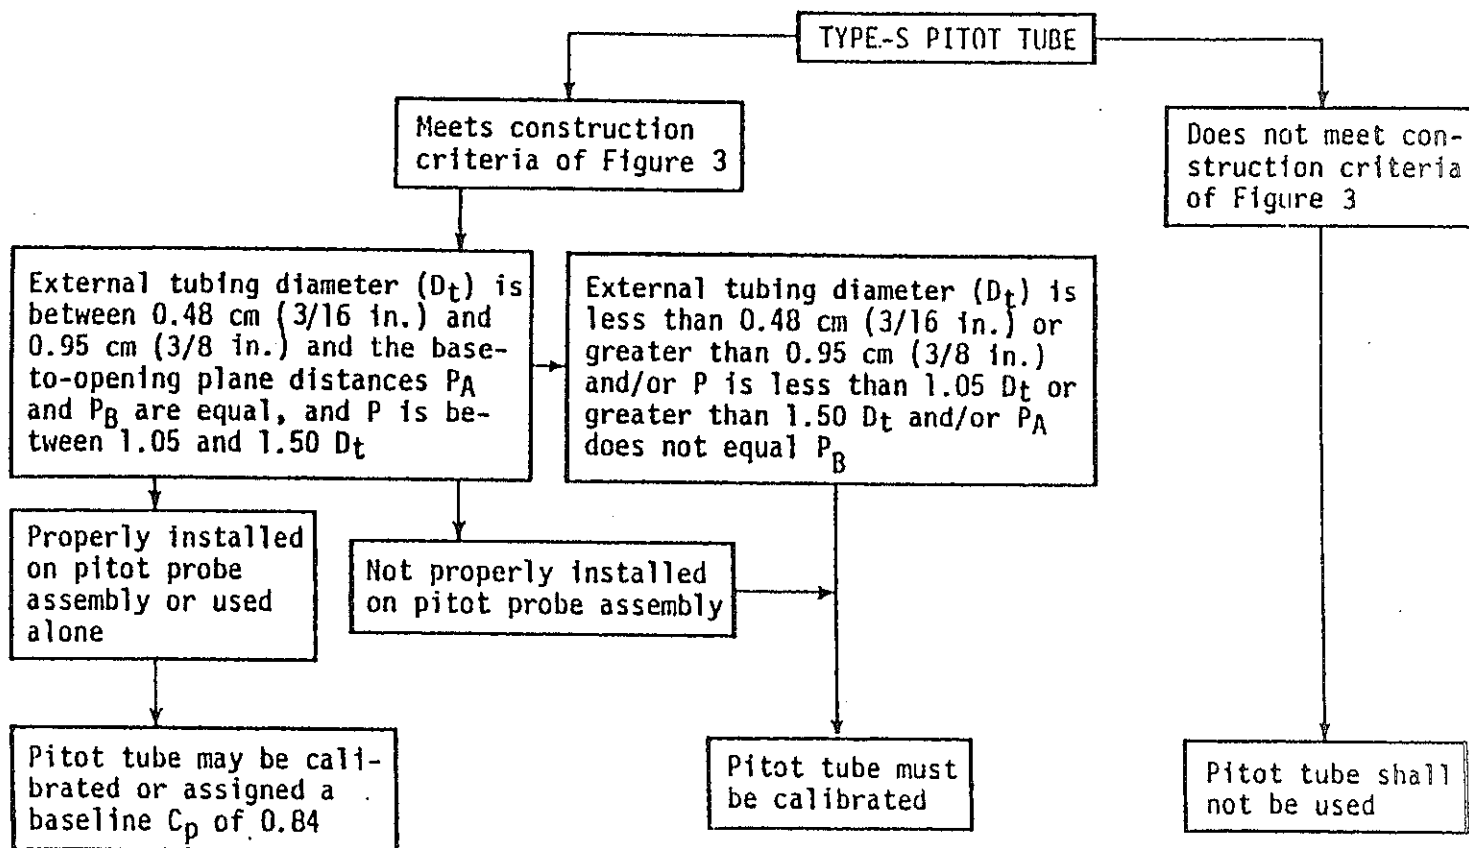 TYPE-S PITOT TUBE
Meets construction
criteria of Figure 3
Does not meet con-
struction criteria
of Figure 3
External tubing diameter (Dt) is
between 0.48 cm (3/16 in.) and
0.95 cm (3/8 in.) and the base-
to-opening plane distances PA
and PB are equal, and P is be-
tween 1.05 and 1.50 Dt
External tubing diameter (Dt) is
less than 0.48 cm (3/16 in.) or
greater than 0.95 cm (3/8 in.)
and/or P is less than 1.05 Dt or
greater than 1.50 Dt and/or PA
does not equal PB
Properly installed
on pitot probe
assembly or used
alone
Not properly installed
on pitot probe assembly
Pitot tube may be cali-
brated or assigned a
baseline Cp of 0.84
Pitot tube must
be calibrated
Pitot tube shall
not be used